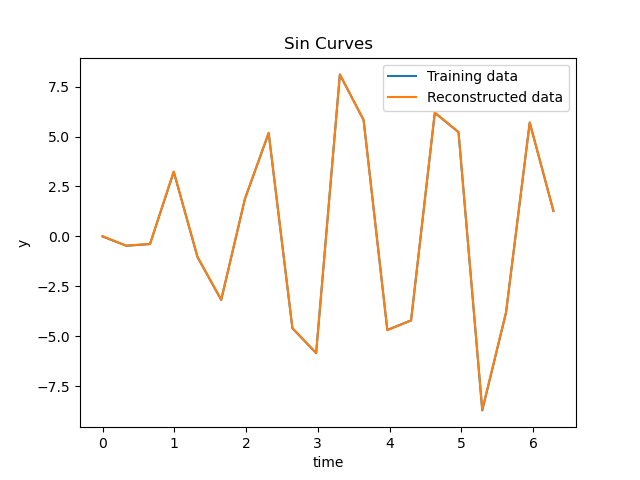 Sin Curves
Training data
Reconstructed data
7.5
5.0
2.5
0.0
−2.5
−5.0
−7.5
y
0 1 2 3 4 5 6
time